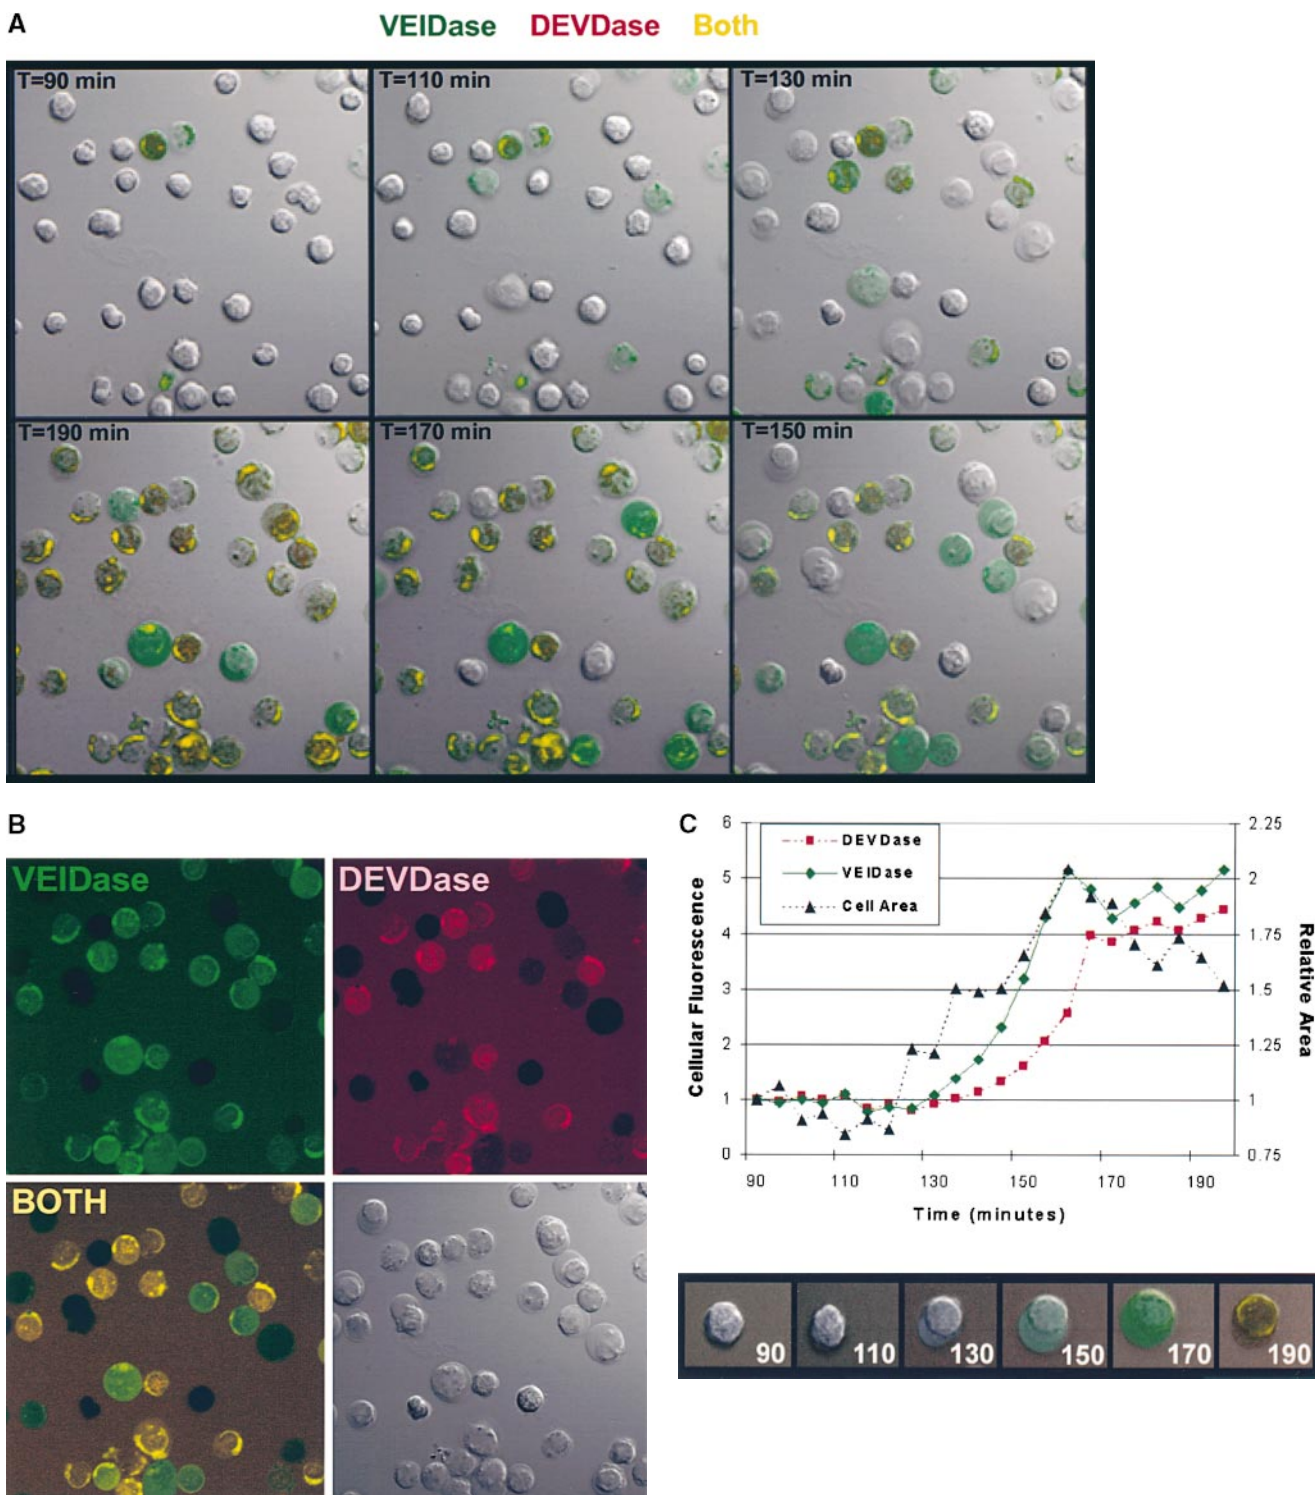 A
VEIDase DEVDase Both
T=90 min T=110 min T=130 min
T=190 min T=170 min T=150 min
B
VEIDase DEVDase
BOTH
C
6 2.25
5 2
4 1.75
3 1.5
2 1.25
1 1
0 0.75
DEVDase
VEIDase
Cell Area
Cellular Fluorescence
Relative Area
90 110 130 150 170 190
Time (minutes)
90 110 130 150 170 190